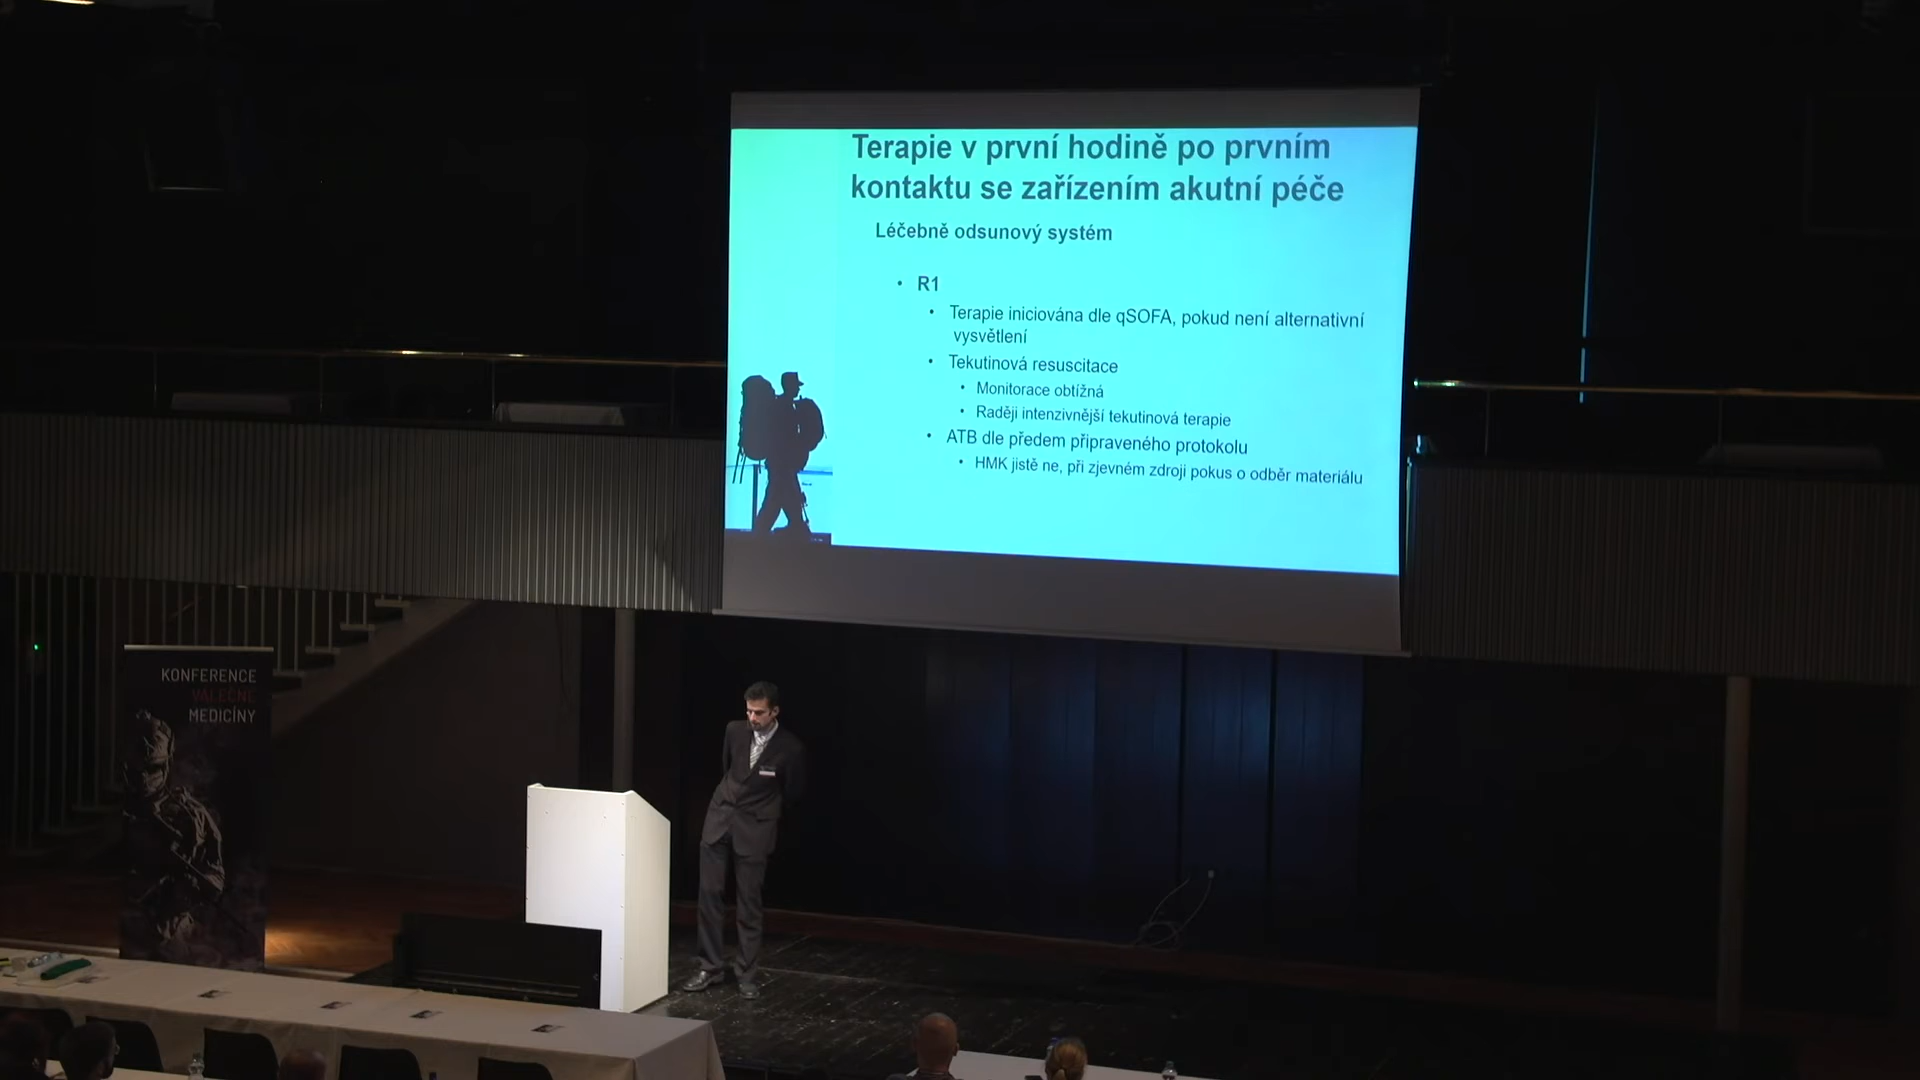 Terapie v první hodině po prvním
kontaktu se zařízením akutní péče
Léčebně odsunový systém
• R1
• Terapie iniciována dle qSOFA, pokud není alternativní
vysvětlení
• Tekutinová resuscitace
• Monitorace obtížná
• Raději intenzivnější tekutinová terapie
• ATB dle předem připraveného protokolu
• HMK jistě ne, při zjevném zdroji pokus o odběr materiálu
KONFERENCE
VÁLEČNÉ
MEDICÍNY